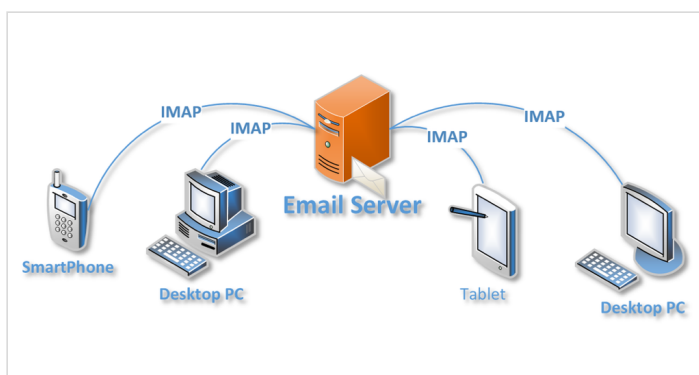 IMAP
IMAP
IMAP
IMAP
Email Server
SmartPhone
Desktop PC
Tablet
Desktop PC